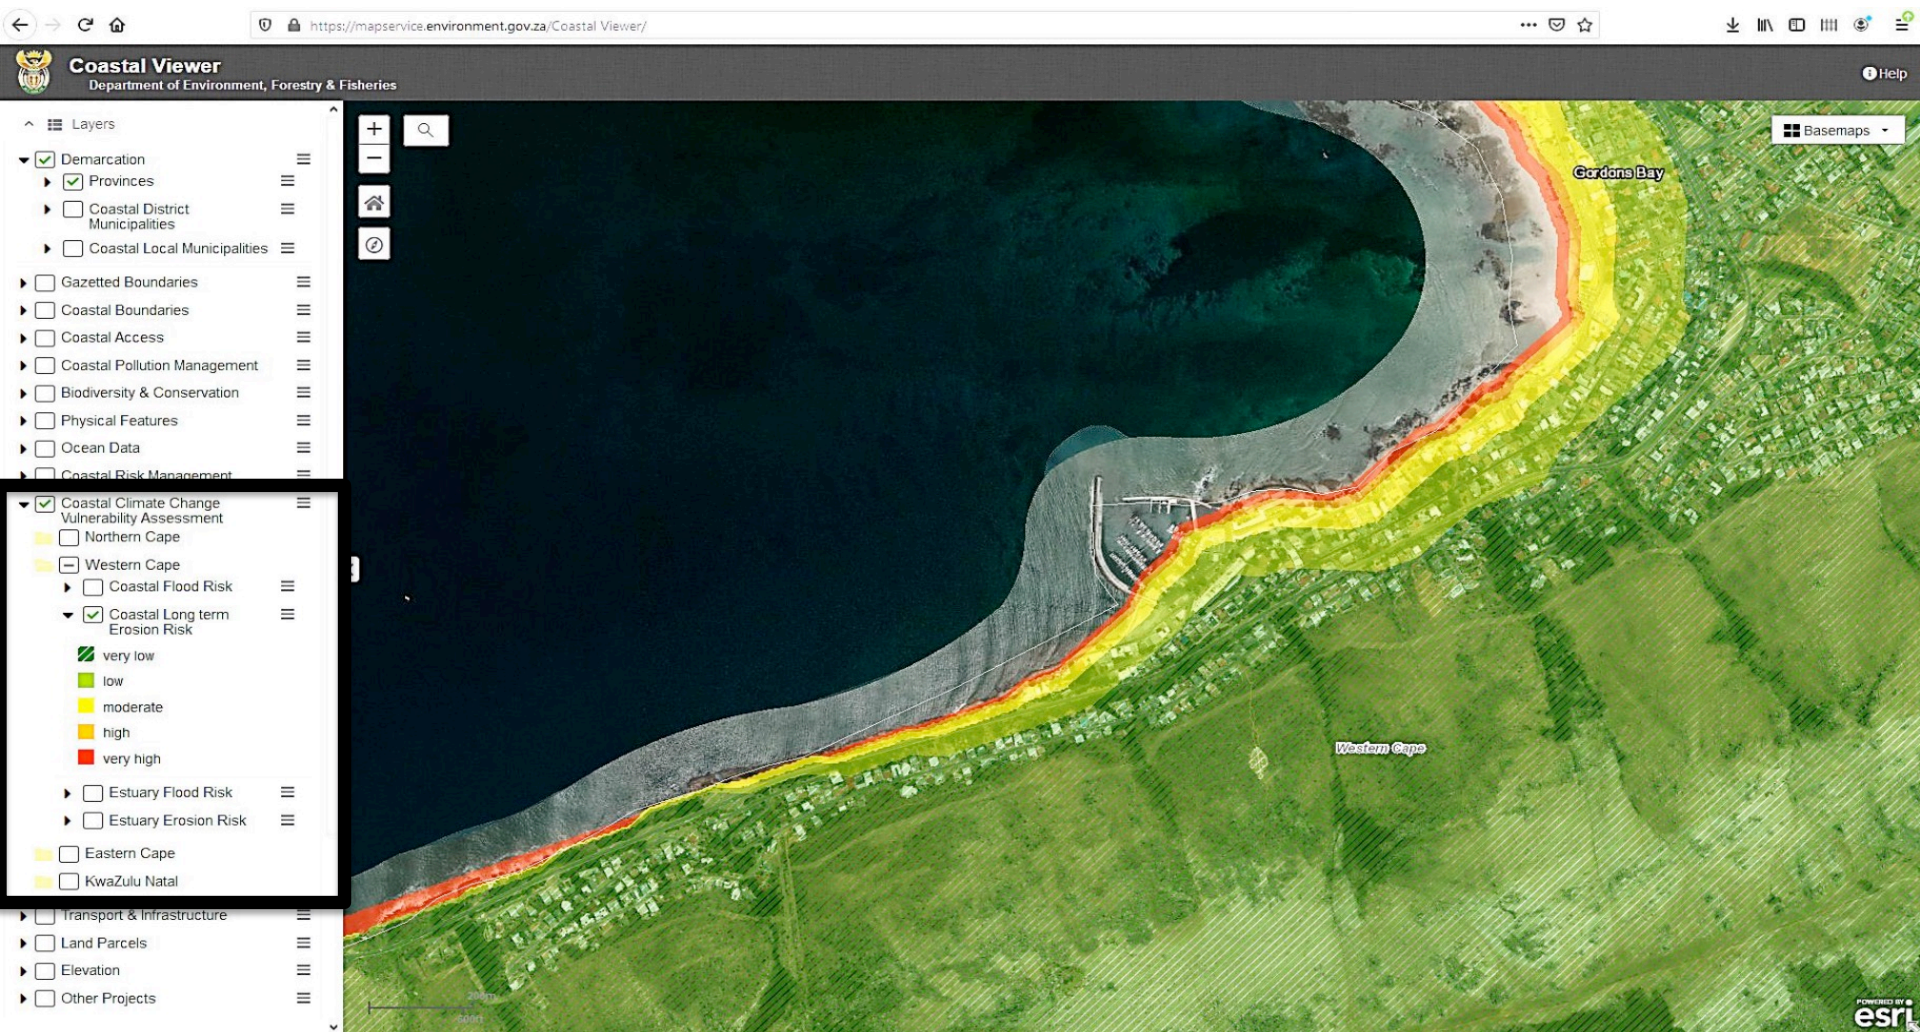 https://mapservice.environment.gov.za/Coastal Viewer/
Coastal Viewer
Department of Environment, Forestry & Fisheries
Help
Layers
Demarcation
Provinces
Coastal District
Municipalities
Coastal Local Municipalities
Gazetted Boundaries
Coastal Boundaries
Coastal Access
Coastal Pollution Management
Biodiversity & Conservation
Physical Features
Ocean Data
Coastal Risk Management
Coastal Climate Change
Vulnerability Assessment
Northern Cape
Western Cape
Coastal Flood Risk
Coastal Long term
Erosion Risk
very low
low
moderate
high
very high
Estuary Flood Risk
Estuary Erosion Risk
Eastern Cape
KwaZulu Natal
Transport & Infrastructure
Land Parcels
Elevation
Other Projects
Basemaps
Gordons Bay
Western Cape
200m
600ft
POWERED BY
esri